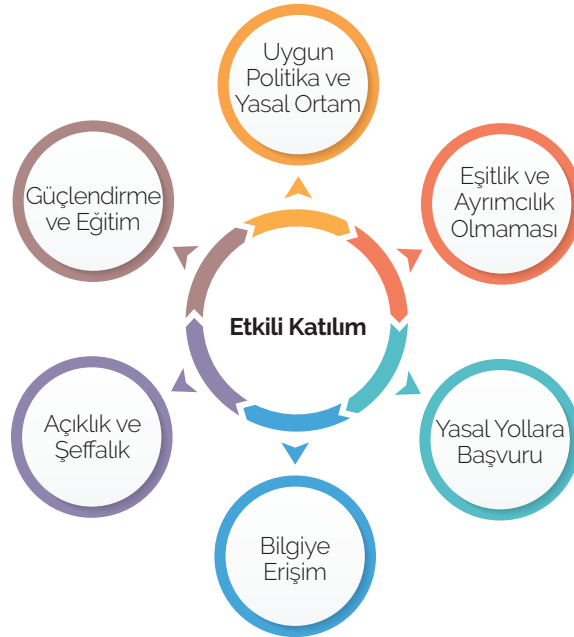 Uygun
Politika ve
Yasal Ortam
Eşitlik ve
Ayrımcılık
Olmaması
Yasal Yollara
Başvuru
Bilgiye
Erişim
Açıklık ve
Şeffalık
Güçlendirme
ve Eğitim
Etkili Katılım